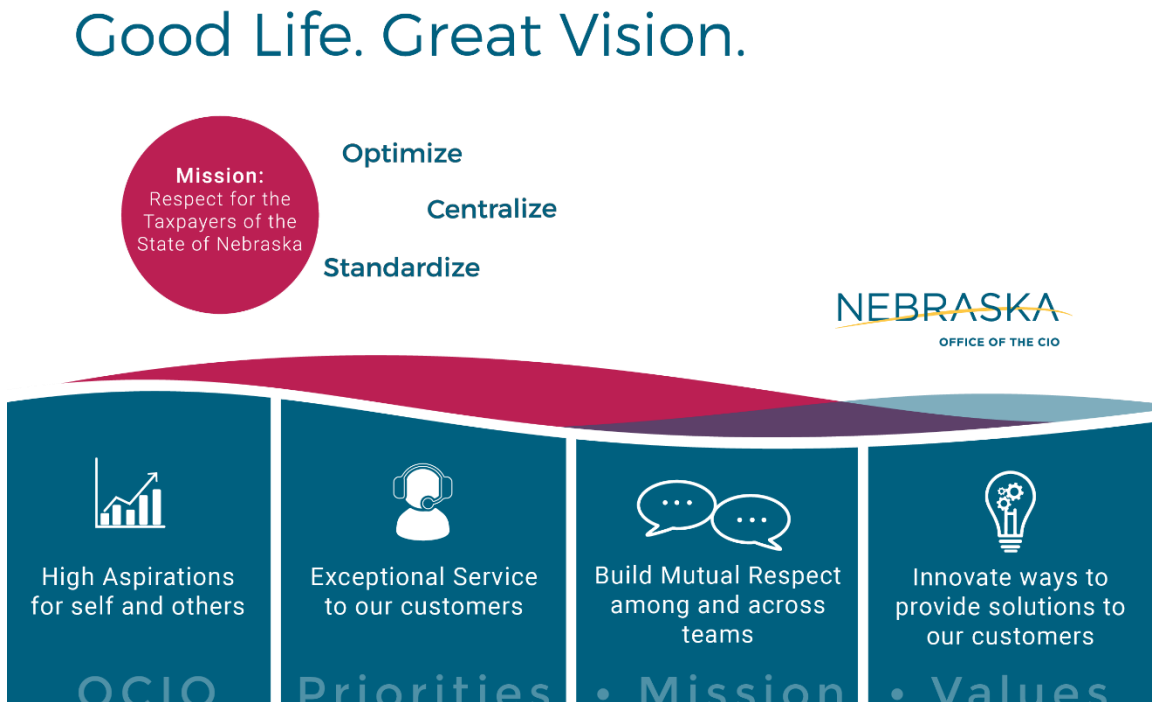 Good Life. Great Vision.
Mission:
Respect for the
Taxpayers of the
State of Nebraska
Optimize
Centralize
Standardize
NEBRASKA
OFFICE OF THE CIO
High Aspirations
for self and others
Exceptional Service
to our customers
Build Mutual Respect
among and across
teams
Innovate ways to
provide solutions to
our customers
OCIO Priorities • Mission • Values